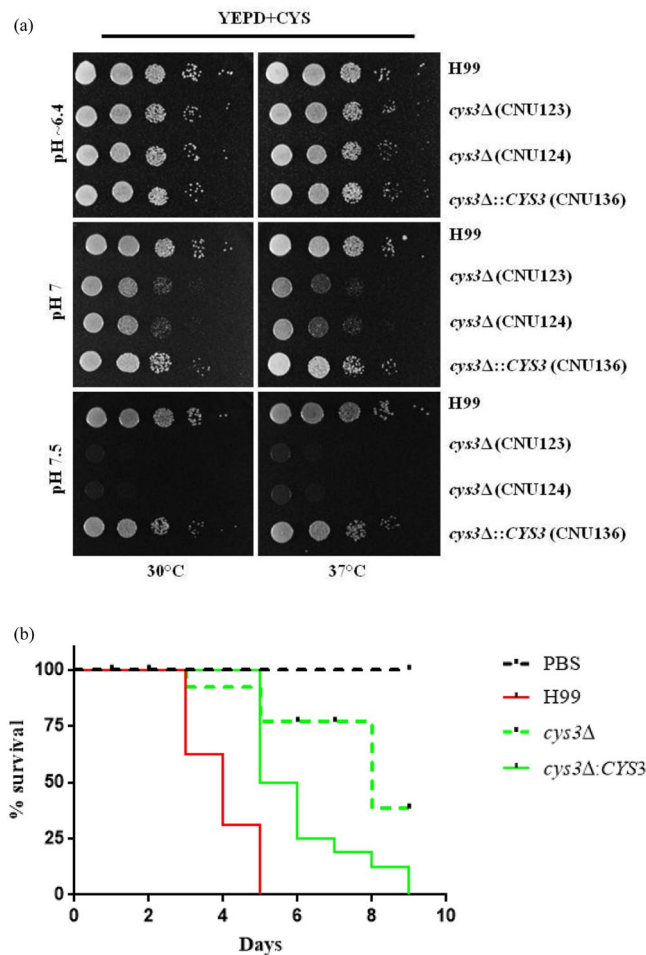 (a)
YEPD+CYS
pH ~6.4
H99
cys3Δ (CNU123)
cys3Δ (CNU124)
cys3Δ::CYS3 (CNU136)
pH 7
H99
cys3Δ (CNU123)
cys3Δ (CNU124)
cys3Δ::CYS3 (CNU136)
pH 7.5
H99
cys3Δ (CNU123)
cys3Δ (CNU124)
cys3Δ::CYS3 (CNU136)
30°C 37°C
(b)
% survival
100
75
50
25
0
0 2 4 6 8 10
Days
PBS
H99
cys3Δ
cys3Δ:CYS3